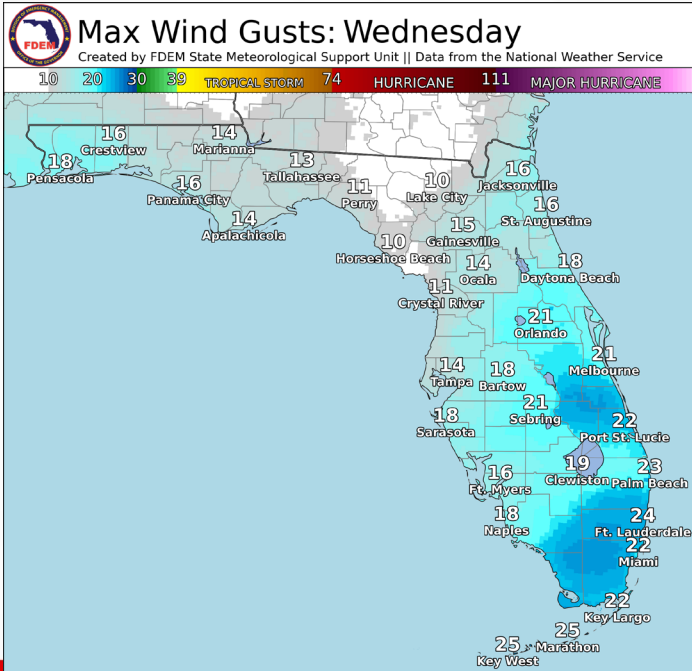 Max Wind Gusts: Wednesday
FDEM
Created by FDEM State Meteorological Support Unit || Data from the National Weather Service
10 20 30 39 TROPICAL STORM 74 HURRICANE 111 MAJOR HURRICANE
16
Crestview
14
Marianna
18
Pensacola
13
Tallahassee
16
Panama City
11
Perry
10
Lake City
16
Jacksonville
14
Apalachicola
16
St. Augustine
15
Gainesville
10
Horseshoe Beach
14
Ocala
18
Daytona Beach
11
Crystal River
21
Orlando
21
Melbourne
14
Tampa
18
Bartow
21
Sebring
18
Sarasota
22
Port St. Lucie
19
Clewiston
23
Palm Beach
16
Ft. Myers
18
Naples
24
Ft. Lauderdale
22
Miami
22
Key Largo
25
Marathon
25
Key West